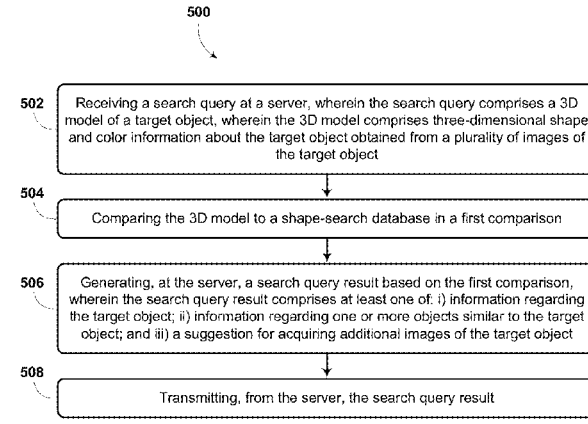 500
502
Receiving a search query at a server, wherein the search query comprises a 3D
model of a target object, wherein the 3D model comprises three-dimensional shape
and color information about the target object obtained from a plurality of images of
the target object
504
Comparing the 3D model to a shape-search database in a first comparison
506
Generating, at the server, a search query result based on the first comparison,
wherein the search query result comprises at least one of: i) information regarding
the target object; ii) information regarding one or more objects similar to the target
object; and iii) a suggestion for acquiring additional images of the target object
508
Transmitting, from the server, the search query result